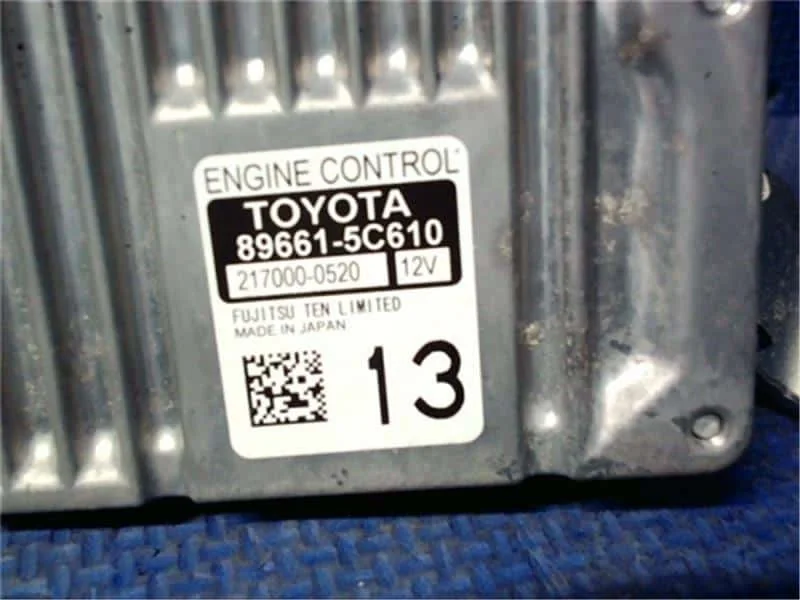 ENGINE CONTROL
TOYOTA
89661-5C610
217000-0520 12V
FUJITSU TEN LIMITED
MADE IN JAPAN
13